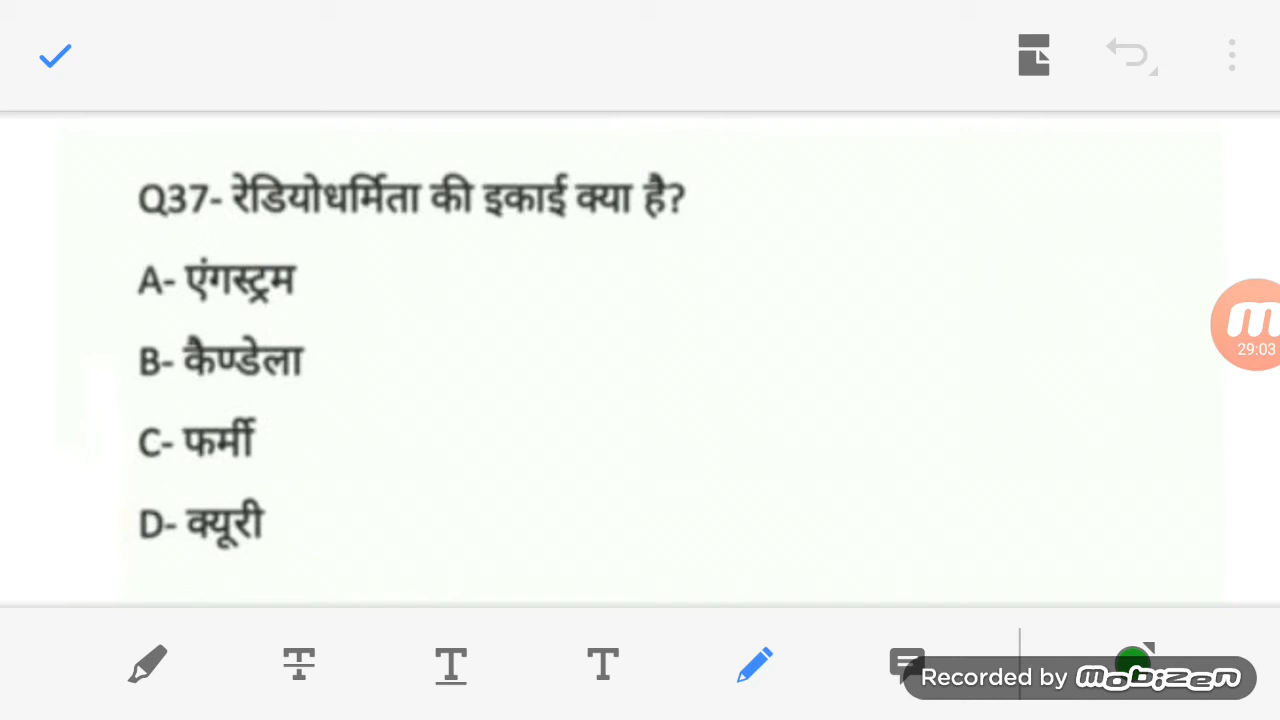 Q37- रेडियोधर्मिता की इकाई क्या है?
A- एंगस्ट्रम
B- कैण्डेला
C- फर्मी
D- क्यूरी
29:03
T T T
Recorded by mobizen